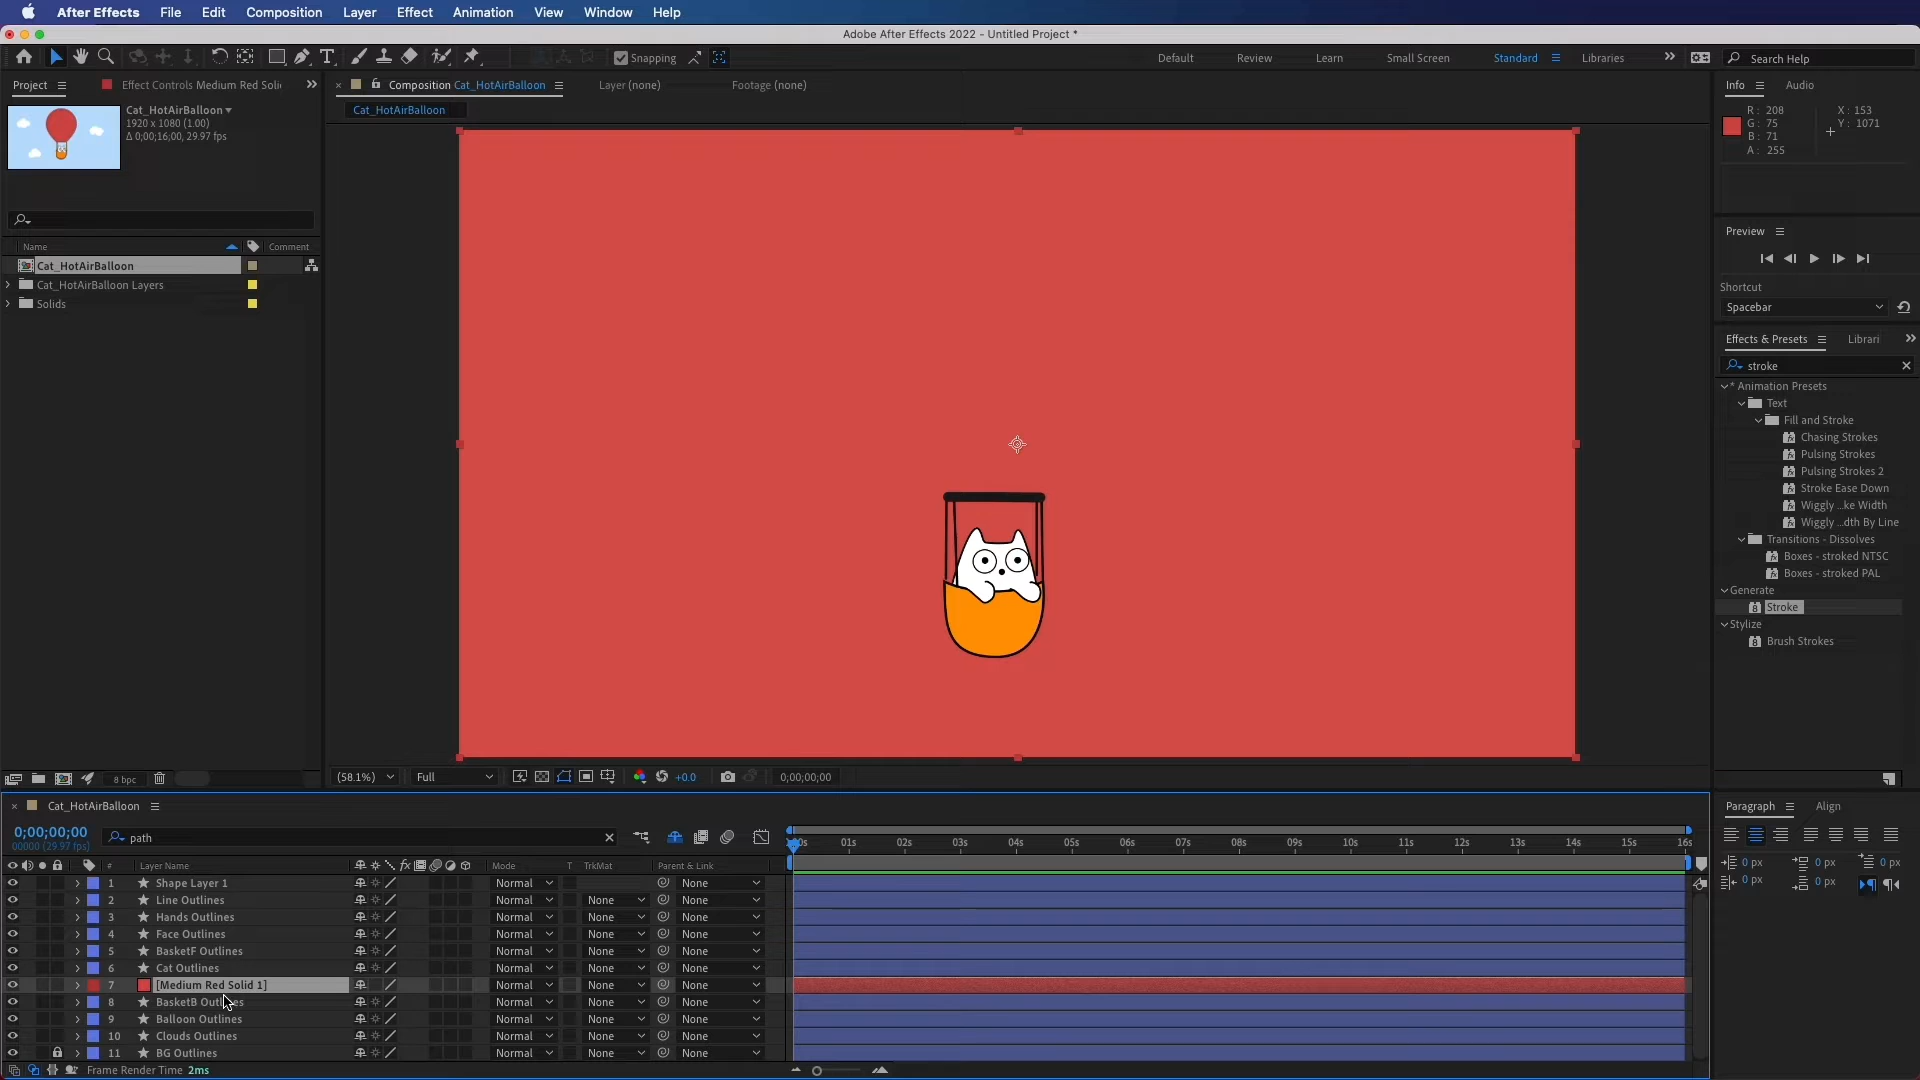 After Effects File Edit Composition Layer Effect Animation View Window Help
Adobe After Effects 2022 - Untitled Project *
Snapping Default Review Learn Small Screen Standard Libraries Search Help
Project Effect Controls Medium Red Soli
Composition Cat_HotAirBalloon Layer (none) Footage (none)
Cat_HotAirBalloon
Cat_HotAirBalloon
1920 x 1080 (1.00)
Δ 0;00;16;00, 29.97 fps
Name Comment
Cat_HotAirBalloon
Cat_HotAirBalloon Layers
Solids
8 bpc
(58.1%) Full +0.0 0;00;00;00
Info Audio
R: 208 X: 153
G: 75 Y: 1071
B: 71
A: 255
Preview
Shortcut
Spacebar
Effects & Presets Librari
stroke
* Animation Presets
Text
Fill and Stroke
Chasing Strokes
Pulsing Strokes
Pulsing Strokes 2
Stroke Ease Down
Wiggly ...ke Width
Wiggly ...dth By Line
Transitions - Dissolves
Boxes - stroked NTSC
Boxes - stroked PAL
Generate
Stroke
Stylize
Brush Strokes
Paragraph Align
0 px 0 px 0 px
0 px 0 px
Cat_HotAirBalloon
0;00;00;00
00000 (29.97 fps)
path
01s 02s 03s 04s 05s 06s 07s 08s 09s 10s 11s 12s 13s 14s 15s 16s
# Layer Name fx Mode T TrkMat Parent & Link
1 Shape Layer 1 Normal None
2 Line Outlines Normal None None
3 Hands Outlines Normal None None
4 Face Outlines Normal None None
5 BasketF Outlines Normal None None
6 Cat Outlines Normal None None
7 [Medium Red Solid 1] Normal None None
8 BasketB Outlines Normal None None
9 Balloon Outlines Normal None None
10 Clouds Outlines Normal None None
11 BG Outlines Normal None None
Frame Render Time 2ms